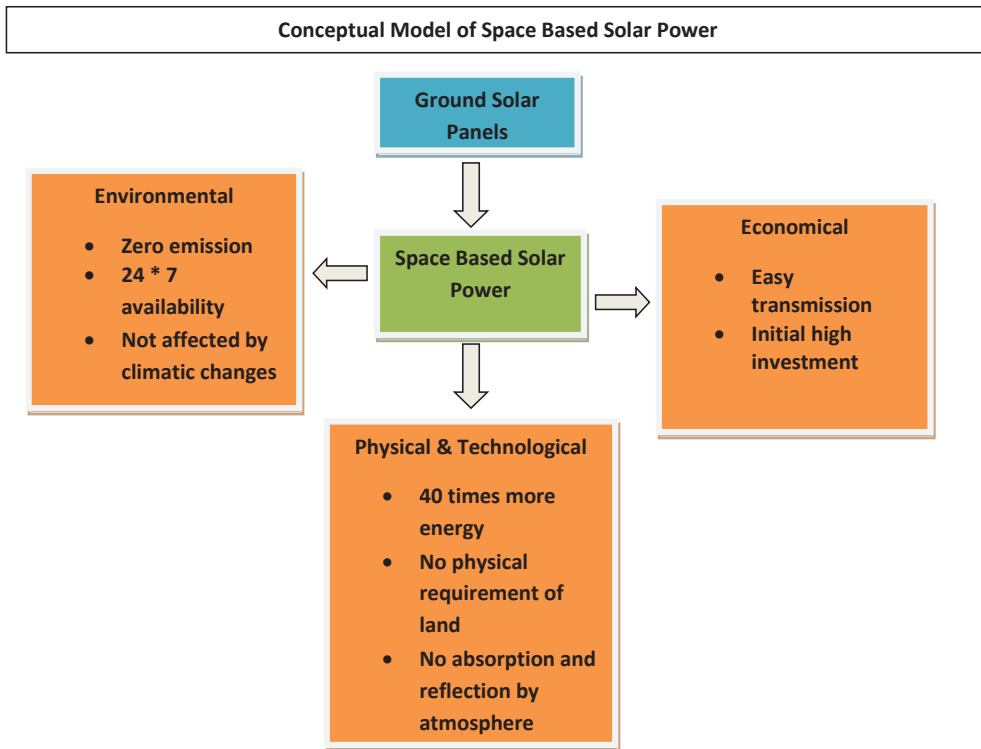 Conceptual Model of Space Based Solar Power
Ground Solar
Panels
Environmental
• Zero emission
• 24 * 7
availability
• Not affected by
climatic changes
Space Based Solar
Power
Economical
• Easy
transmission
• Initial high
investment
Physical & Technological
• 40 times more
energy
• No physical
requirement of
land
• No absorption and
reflection by
atmosphere